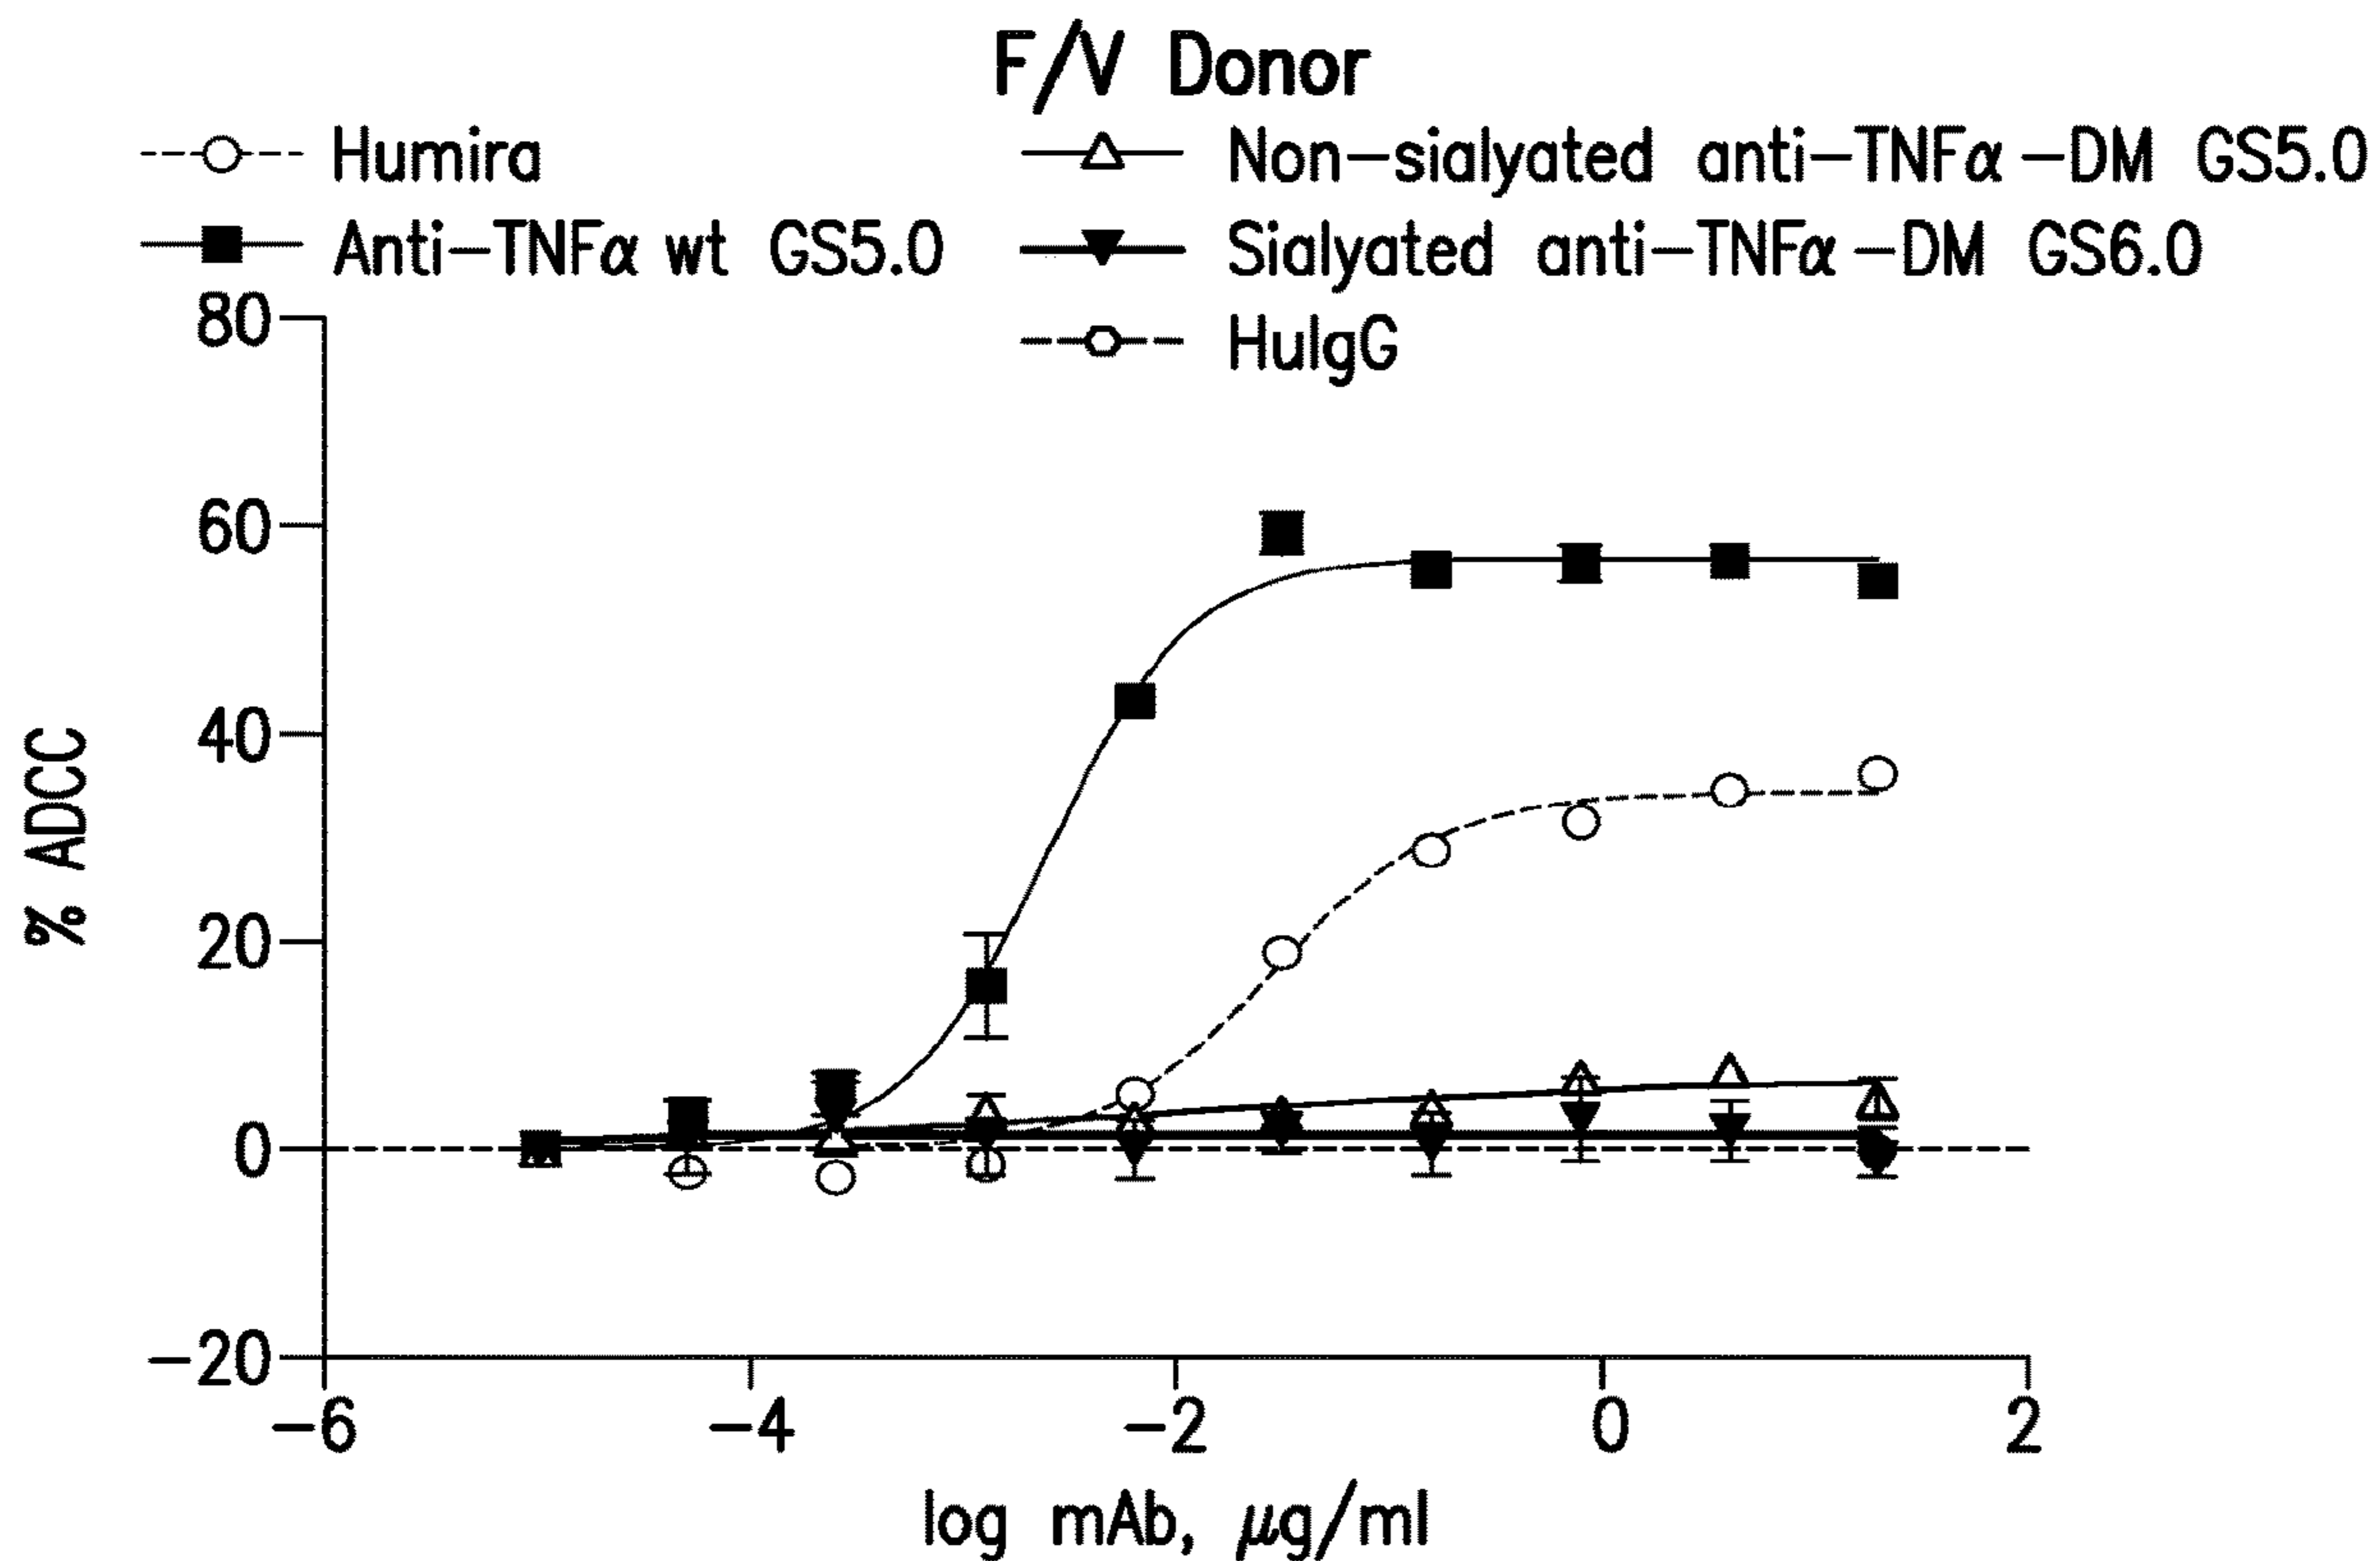 F/V Donor
Humira
Non-sialyated anti-TNFα-DM GS5.0
Anti-TNFα wt GS5.0
Sialyated anti-TNFα-DM GS6.0
HuIgG
80
60
40
20
0
-20
% ADCC
-6 -4 -2 0 2
log mAb, μg/ml